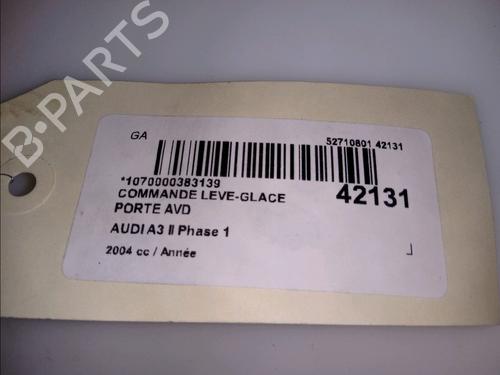 B-PARTS
GA
52710801 42131
*1070000383139
COMMANDE LEVE-GLACE
PORTE AVD
42131
AUDI A3 II Phase 1
2004 cc / Année